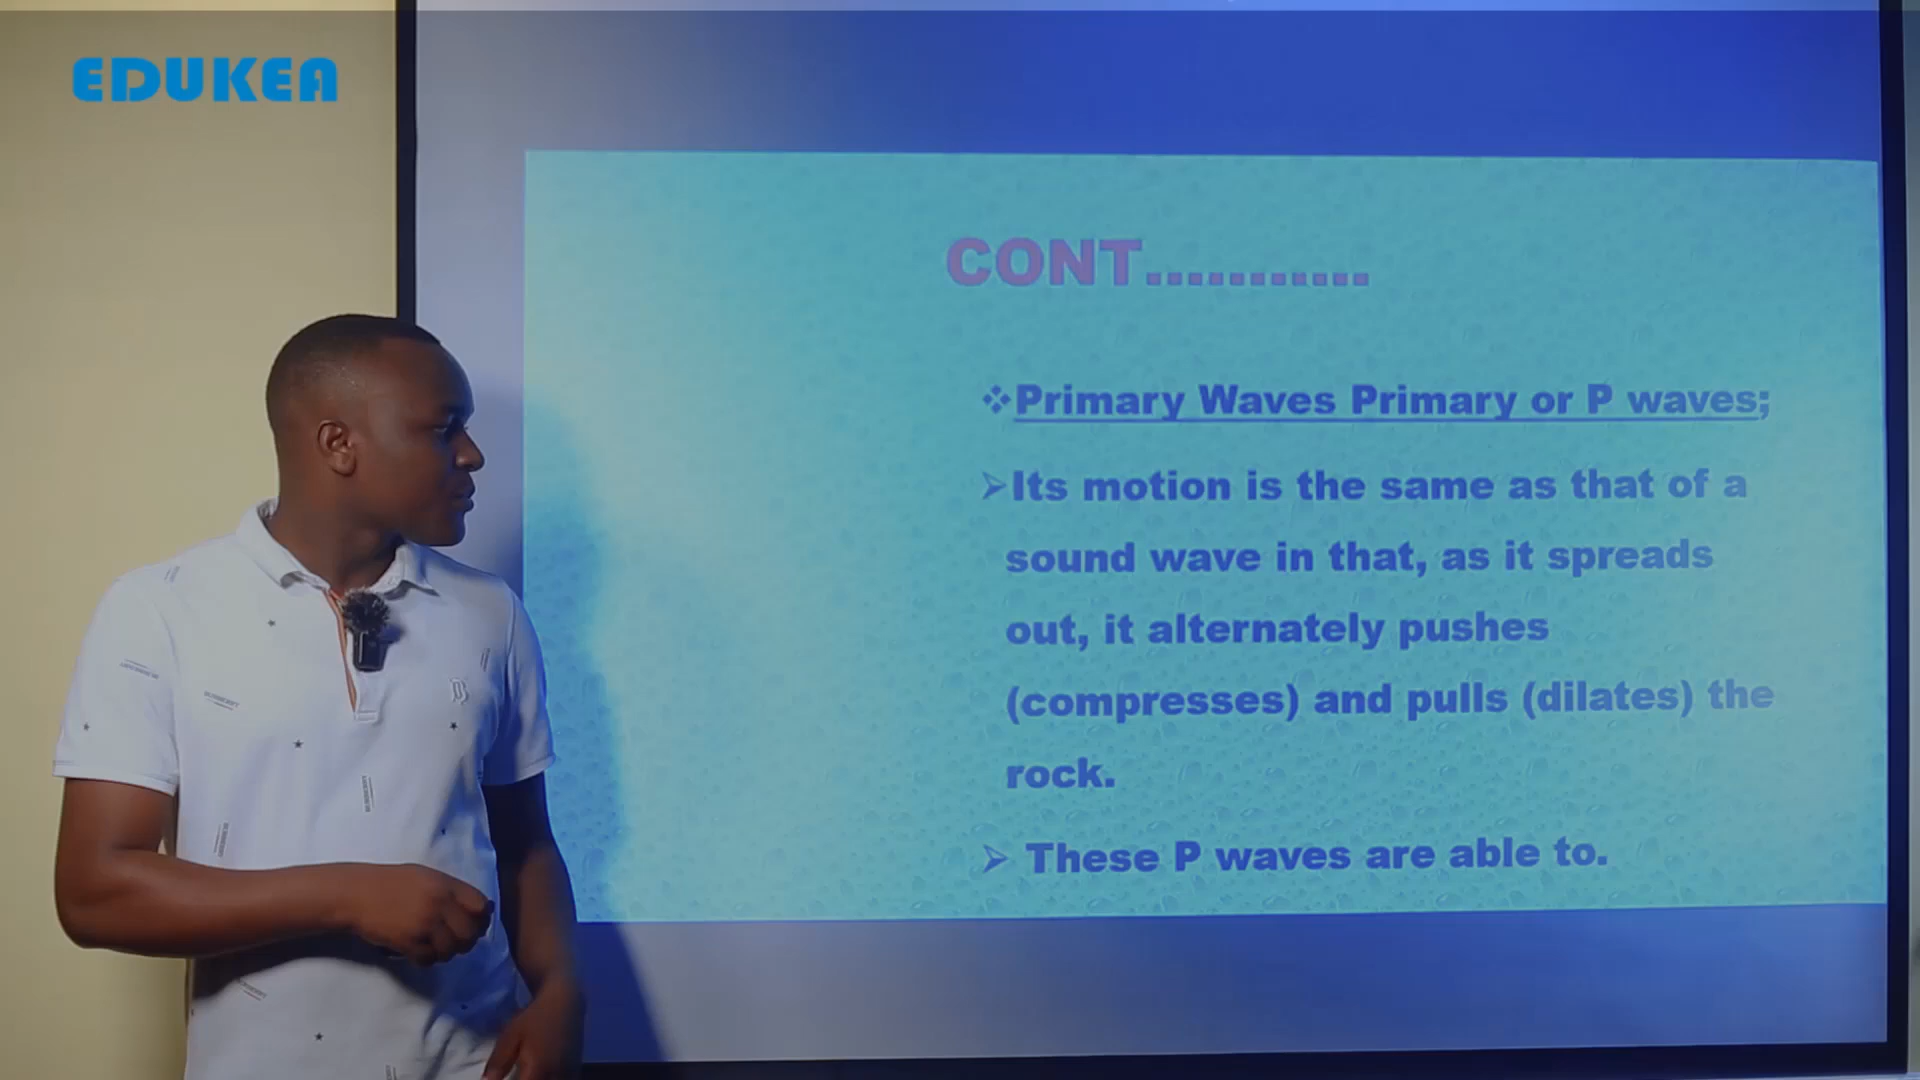 EDUKEA
CONT...........
❖Primary Waves Primary or P waves;
➢Its motion is the same as that of a
sound wave in that, as it spreads
out, it alternately pushes
(compresses) and pulls (dilates) the
rock.
➢ These P waves are able to.